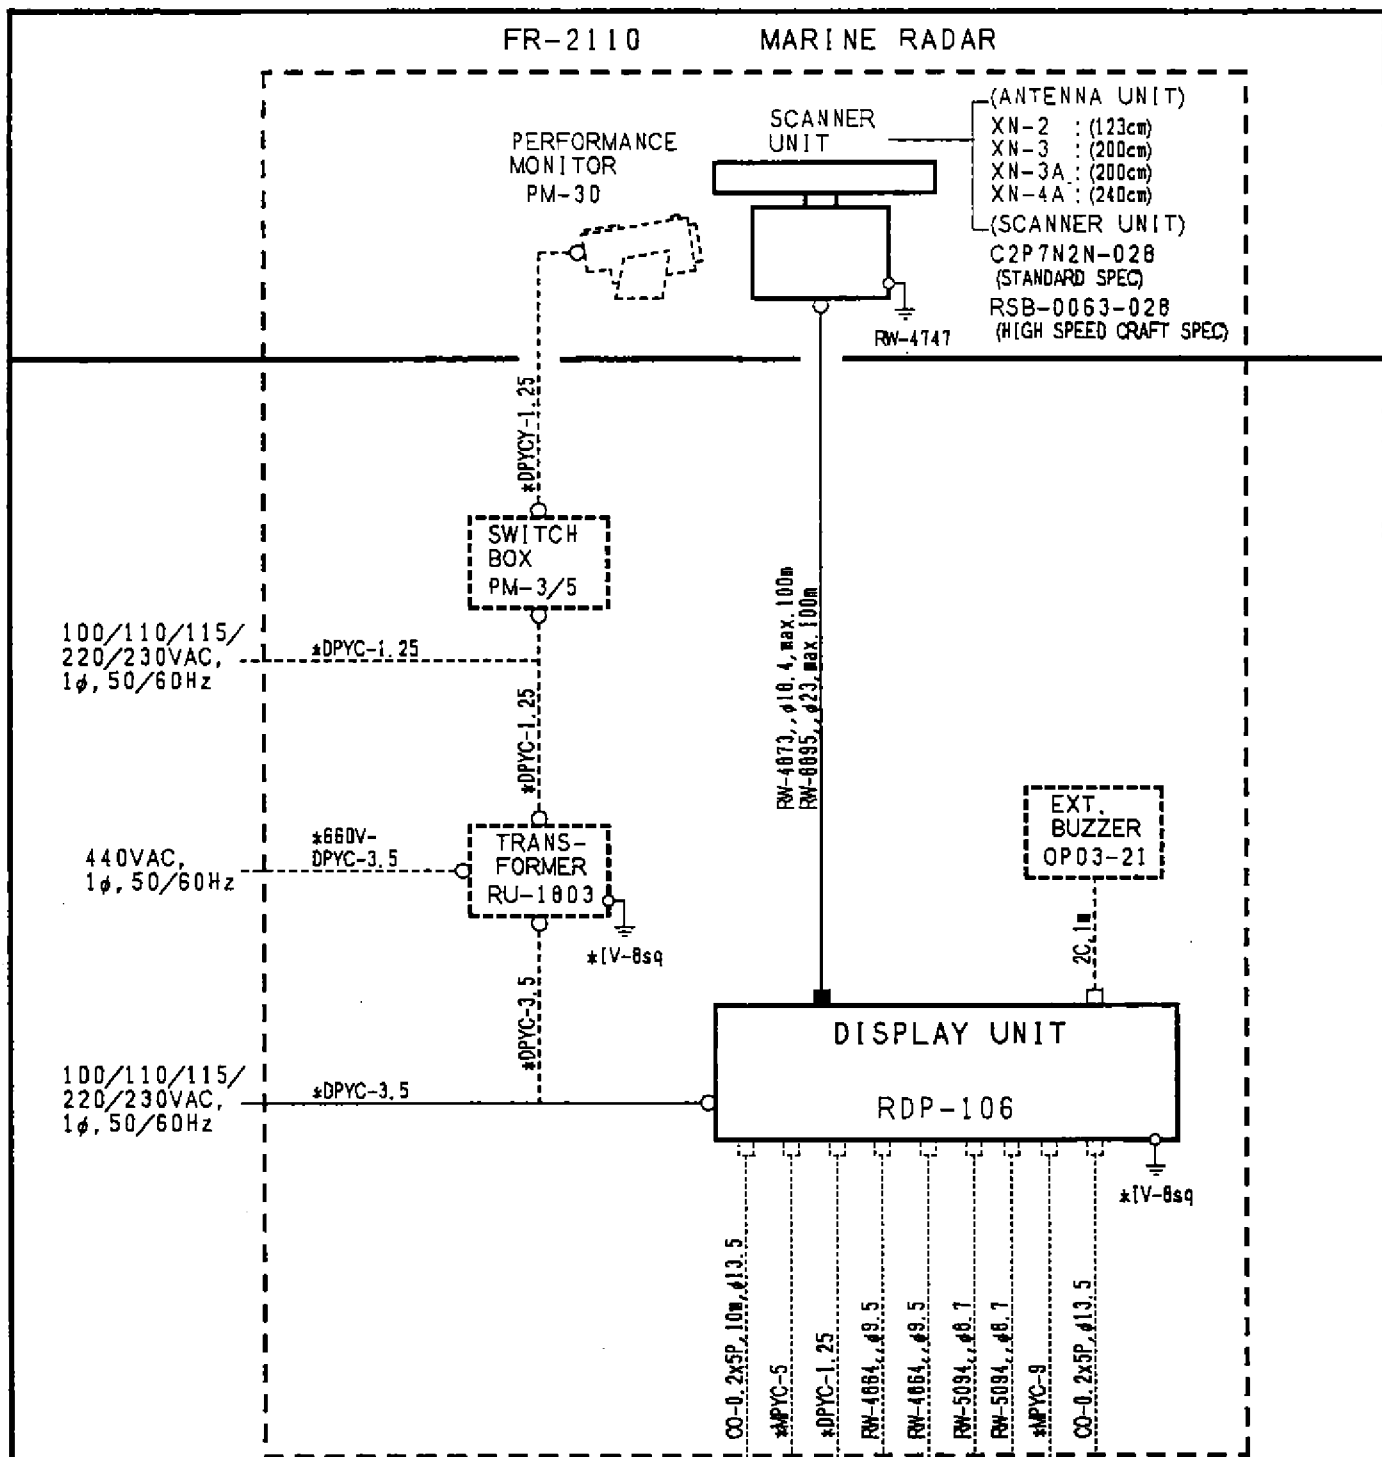 FR-2110 MARINE RADAR
(ANTENNA UNIT)
XN-2 : (123cm)
XN-3 : (200cm)
XN-3A : (200cm)
XN-4A : (240cm)
(SCANNER UNIT)
C2P7N2N-028
(STANDARD SPEC)
RSB-0063-028
(HIGH SPEED CRAFT SPEC)
SCANNER
UNIT
PERFORMANCE
MONITOR
PM-30
RW-4747
*DPYCY-1.25
SWITCH
BOX
PM-3/5
100/110/115/
220/230VAC,
1φ, 50/60Hz
*DPYC-1.25
*DPYC-1.25
RW-4873,,φ18.4,max.100m
RW-6895,,φ23,max.100m
EXT.
BUZZER
OP03-21
2C,1m
440VAC,
1φ, 50/60Hz
*660V-
DPYC-3.5
TRANS-
FORMER
RU-1803
*IV-8sq
*DPYC-3.5
100/110/115/
220/230VAC,
1φ, 50/60Hz
*DPYC-3.5
DISPLAY UNIT
RDP-106
*IV-8sq
CO-0.2x5P,10m,φ13.5
*MPYC-5
*DPYC-1.25
RW-4864,,φ9.5
RW-4864,,φ9.5
RW-5094,,φ8.7
RW-5094,,φ8.7
*MPYC-9
CO-0.2x5P,φ13.5